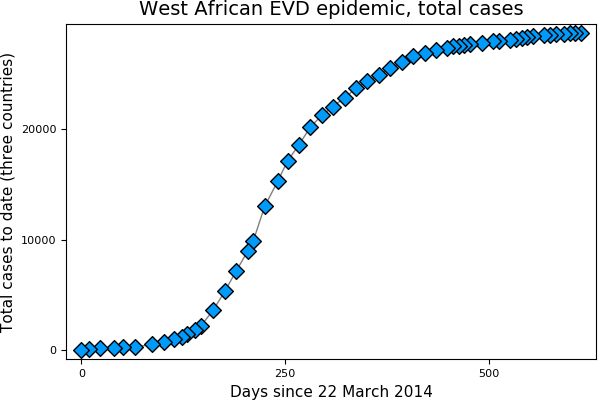 West African EVD epidemic, total cases
Total cases to date (three countries)
20000
10000
0
0
250
500
Days since 22 March 2014